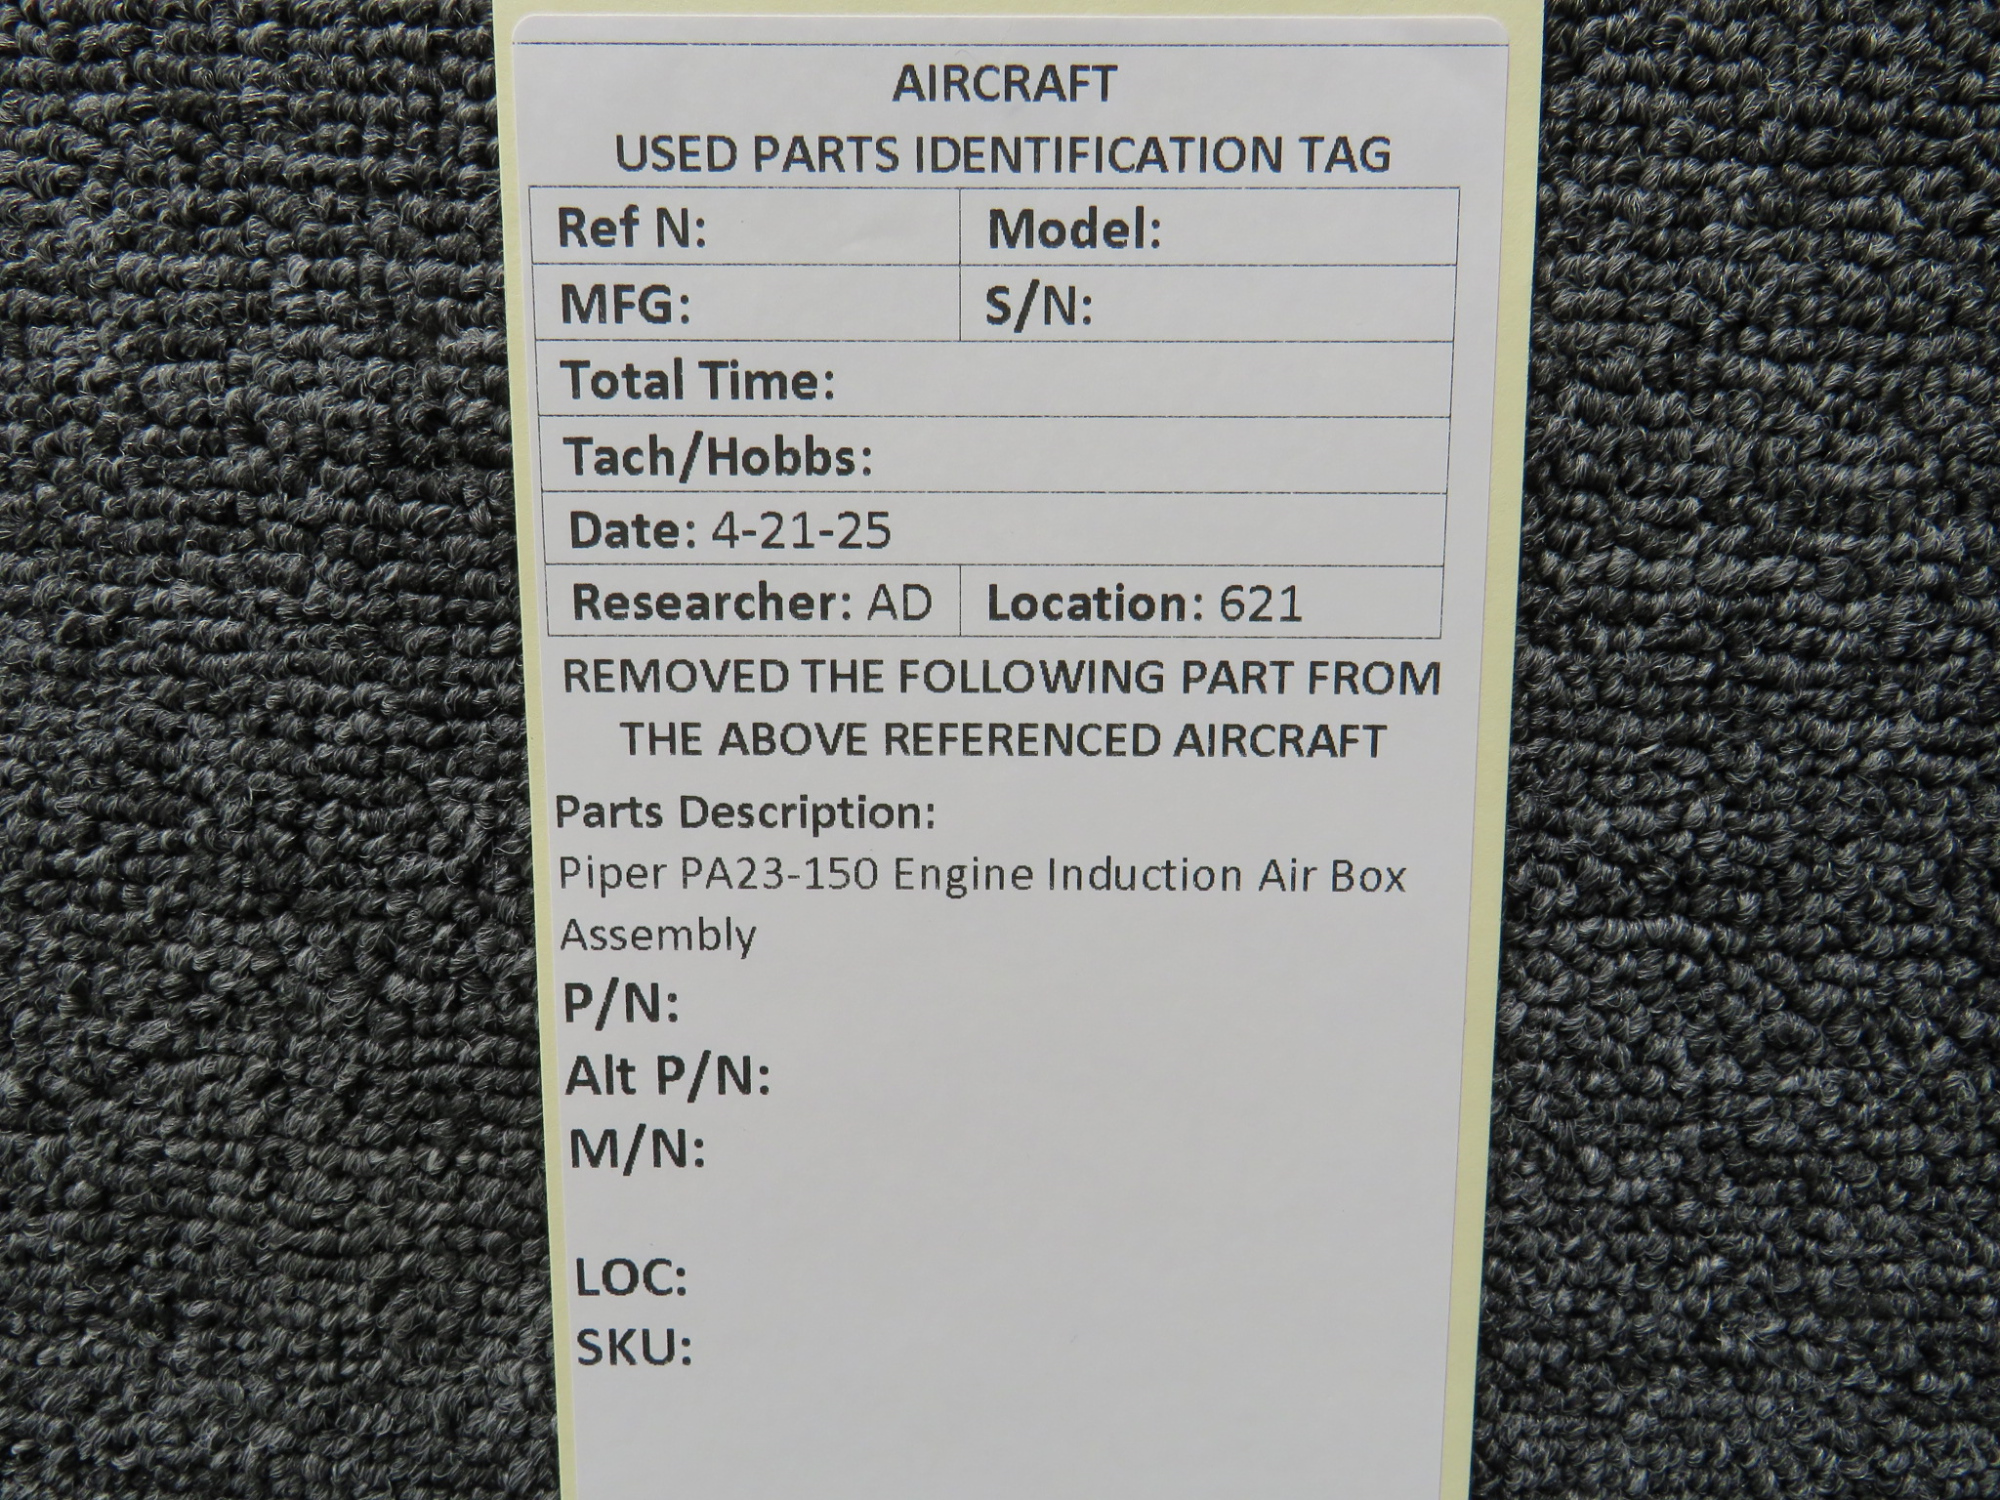 AIRCRAFT
USED PARTS IDENTIFICATION TAG
Ref N: Model:
MFG: S/N:
Total Time:
Tach/Hobbs:
Date: 4-21-25
Researcher: AD Location: 621
REMOVED THE FOLLOWING PART FROM
THE ABOVE REFERENCED AIRCRAFT
Parts Description:
Piper PA23-150 Engine Induction Air Box
Assembly
P/N:
Alt P/N:
M/N:
LOC:
SKU: